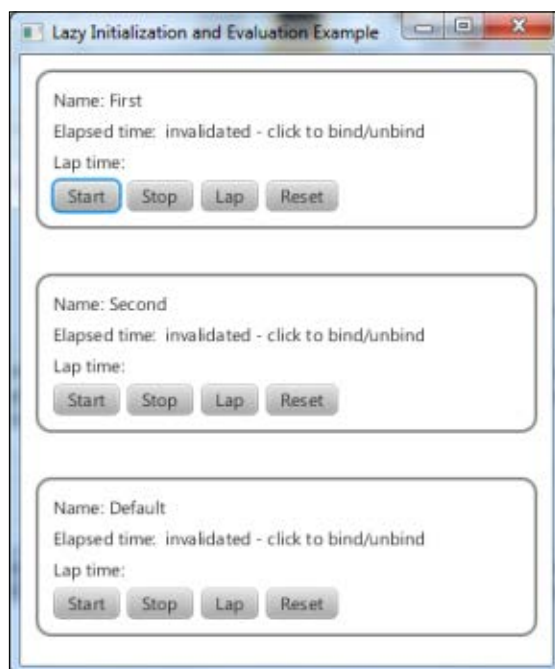 Lazy Initialization and Evaluation Example
Name: First
Elapsed time: invalidated - click to bind/unbind
Lap time:
Start Stop Lap Reset
Name: Second
Elapsed time: invalidated - click to bind/unbind
Lap time:
Start Stop Lap Reset
Name: Default
Elapsed time: invalidated - click to bind/unbind
Lap time:
Start Stop Lap Reset